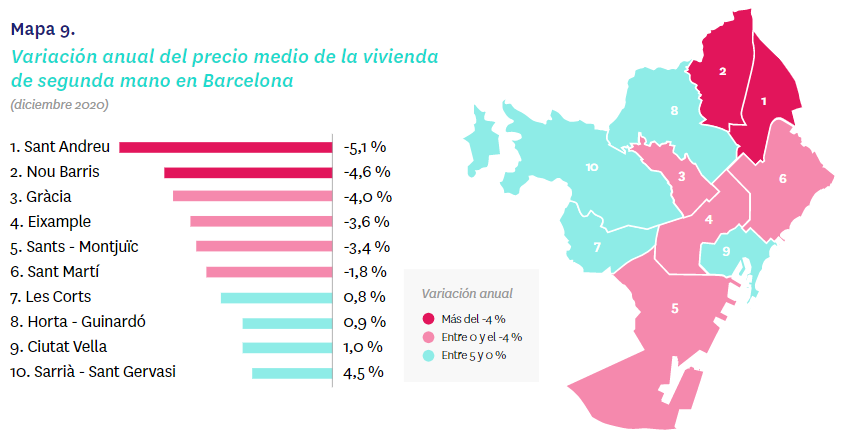 Mapa 9.
Variación anual del precio medio de la vivienda
de segunda mano en Barcelona
(diciembre 2020)
1. Sant Andreu -5,1 %
2. Nou Barris -4,6 %
3. Gràcia -4,0 %
4. Eixample -3,6 %
5. Sants - Montjuïc -3,4 %
6. Sant Martí -1,8 %
7. Les Corts 0,8 %
8. Horta - Guinardó 0,9 %
9. Ciutat Vella 1,0 %
10. Sarrià - Sant Gervasi 4,5 %
2
1
8
10
3
6
4
7
9
5
Variación anual
Más del -4 %
Entre 0 y el -4 %
Entre 5 y 0 %